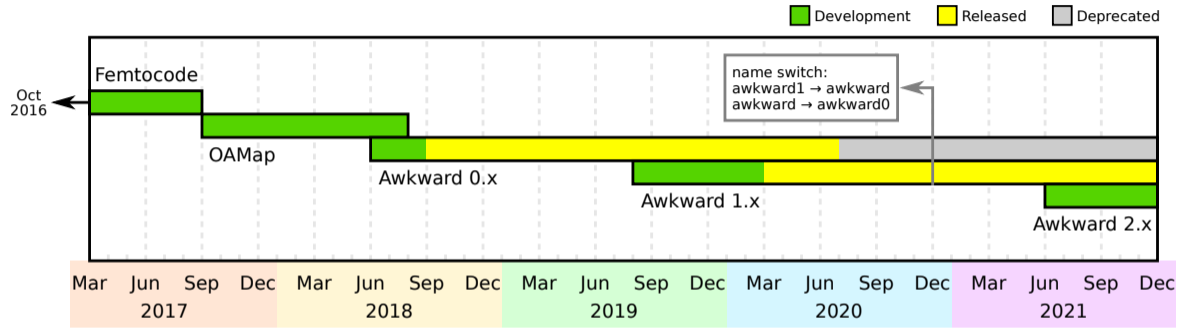 Development Released Deprecated
Femtocode
Oct
2016
name switch:
awkward1 → awkward
awkward → awkward0
OAMap
Awkward 0.x
Awkward 1.x
Awkward 2.x
Mar Jun Sep Dec Mar Jun Sep Dec Mar Jun Sep Dec Mar Jun Sep Dec Mar Jun Sep Dec
2017 2018 2019 2020 2021